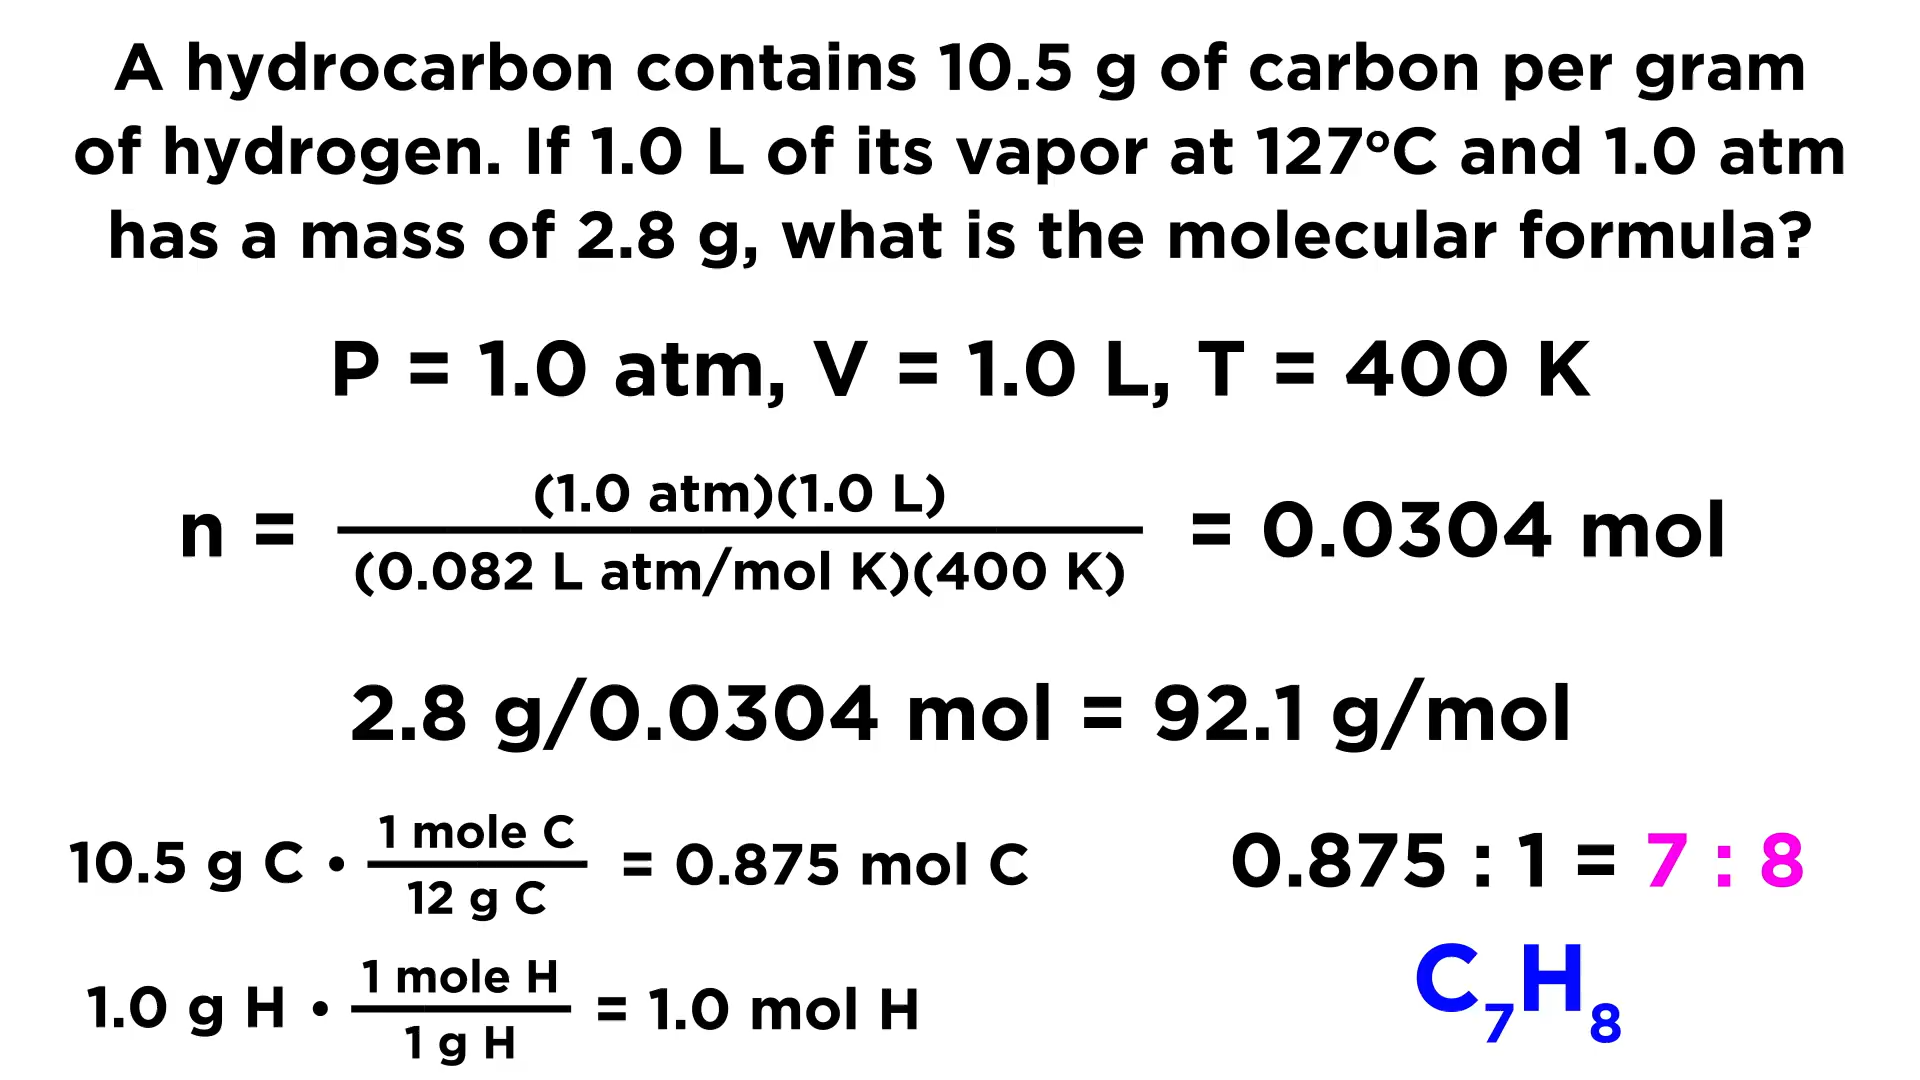 A hydrocarbon contains 10.5 g of carbon per gram
of hydrogen. If 1.0 L of its vapor at 127°C and 1.0 atm
has a mass of 2.8 g, what is the molecular formula?
P = 1.0 atm, V = 1.0 L, T = 400 K
n = (1.0 atm)(1.0 L) / (0.082 L atm/mol K)(400 K) = 0.0304 mol
2.8 g/0.0304 mol = 92.1 g/mol
10.5 g C • 1 mole C / 12 g C = 0.875 mol C
0.875 : 1 = 7 : 8
1.0 g H • 1 mole H / 1 g H = 1.0 mol H
C₇H₈